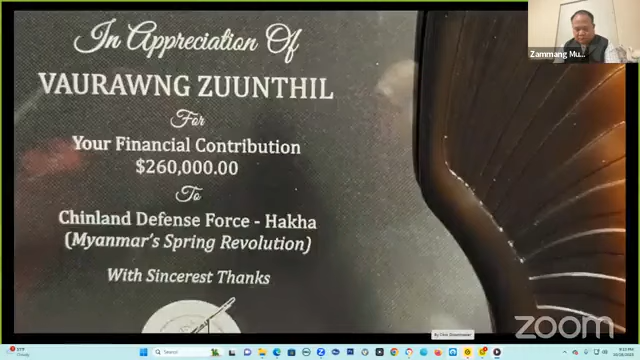 In Appreciation Of
VAURAWNG ZUUNTHIL
For
Your Financial Contribution
$260,000.00
To
Chinland Defense Force - Hakha
(Myanmar's Spring Revolution)
With Sincerest Thanks
Zammang Mu...
zoom
Search